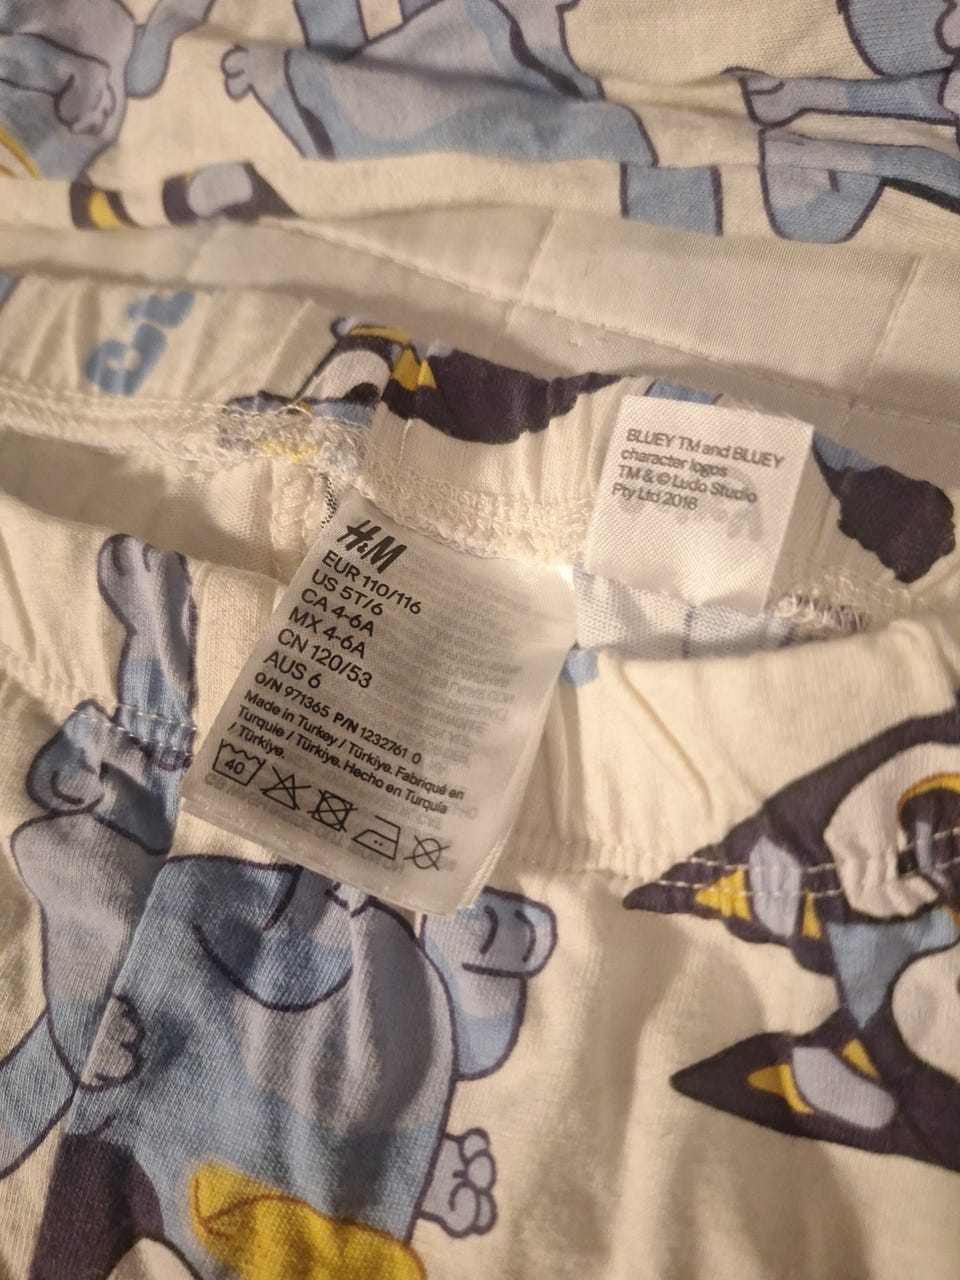 BLUEY TM and BLUEY
character logos
TM & © Ludo Studio
Pty Ltd 2018
H&M
EUR 110/116
US 5T/6
CA 4-6A
MX 4-6A
CN 120/53
AUS 6
O/N 971365 P/N 1232761 0
Made in Turkey / Türkiye. Fabriqué en
Turquie / Türkiye. Hecho en Turquía
/ Türkiye.
40